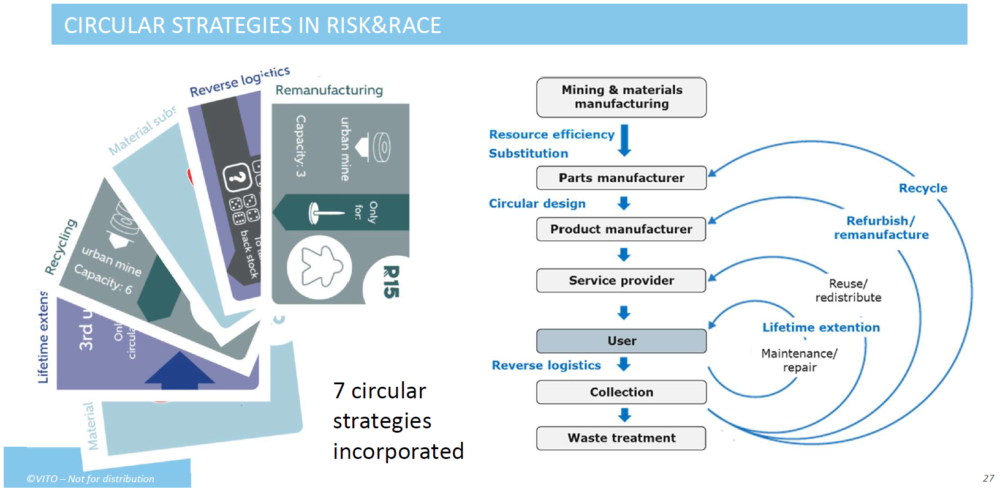 CIRCULAR STRATEGIES IN RISK&RACE
Reverse logistics
Remanufacturing
Material subs
Recycling
Lifetime extens
Material
urban mine
Capacity: 3
Only
for:
R15
?
back stock
urban mine
Capacity: 6
3rd u
Onl
circula
7 circular
strategies
incorporated
Mining & materials
manufacturing
Resource efficiency
Substitution
Parts manufacturer
Circular design
Product manufacturer
Service provider
User
Reverse logistics
Collection
Waste treatment
Recycle
Refurbish/
remanufacture
Reuse/
redistribute
Lifetime extention
Maintenance/
repair
©VITO – Not for distribution
27